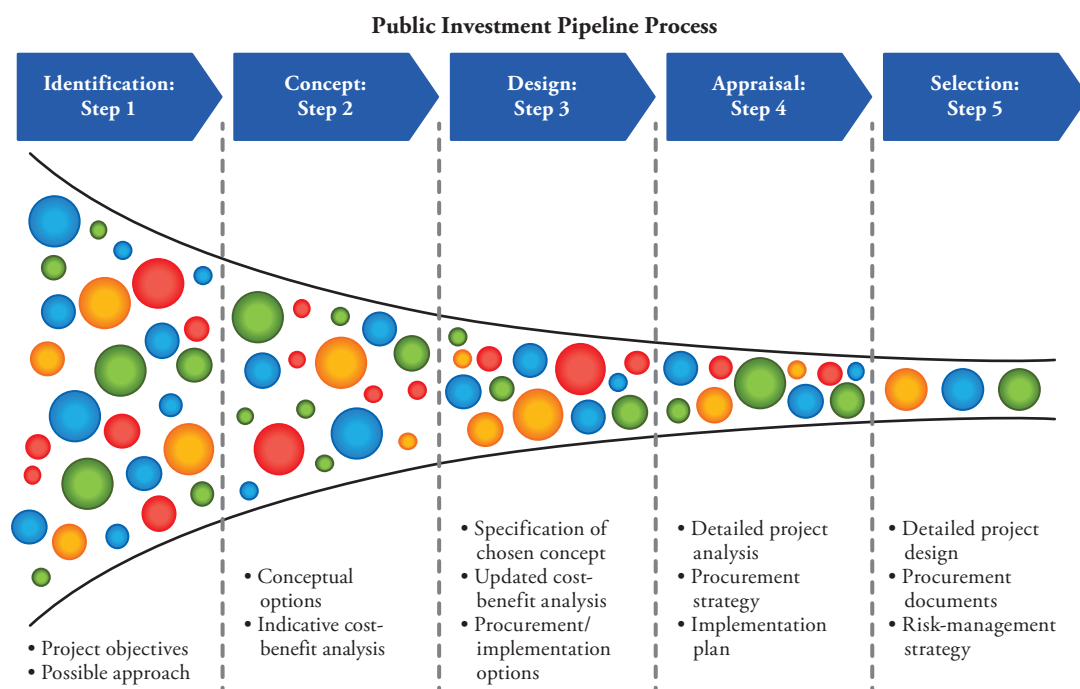 Public Investment Pipeline Process
Identification:
Step 1
Concept:
Step 2
Design:
Step 3
Appraisal:
Step 4
Selection:
Step 5
• Project objectives
• Possible approach
• Conceptual
options
• Indicative cost-
benefit analysis
• Specification of
chosen concept
• Updated cost-
benefit analysis
• Procurement/
implementation
options
• Detailed project
analysis
• Procurement
strategy
• Implementation
plan
• Detailed project
design
• Procurement
documents
• Risk-management
strategy